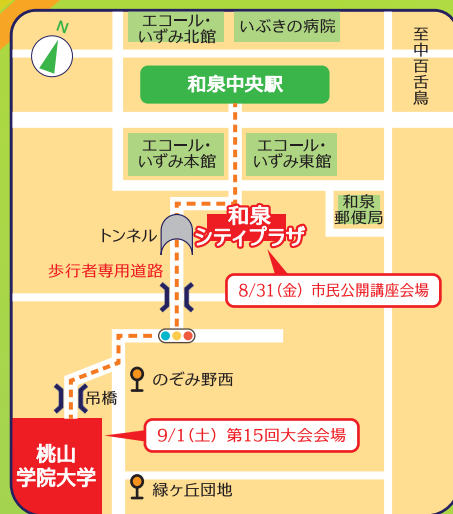 N
エコール・
いずみ北館
いぶきの病院
至中百舌鳥
和泉中央駅
エコール・
いずみ本館
エコール・
いずみ東館
和泉
郵便局
和泉
シティプラザ
トンネル
歩行者専用道路
8/31(金) 市民公開講座会場
のぞみ野西
吊橋
9/1(土) 第15回大会会場
桃山
学院大学
緑ヶ丘団地